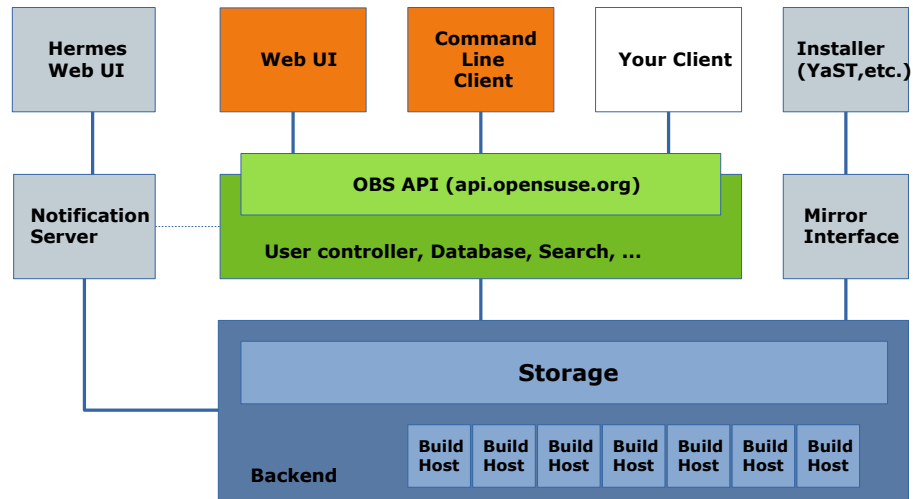 Hermes
Web UI
Web UI
Command
Line
Client
Your Client
Installer
(YaST,etc.)
OBS API (api.opensuse.org)
Notification
Server
User controller, Database, Search, ...
Mirror
Interface
Storage
Build
Host
Build
Host
Build
Host
Build
Host
Build
Host
Build
Host
Build
Host
Backend